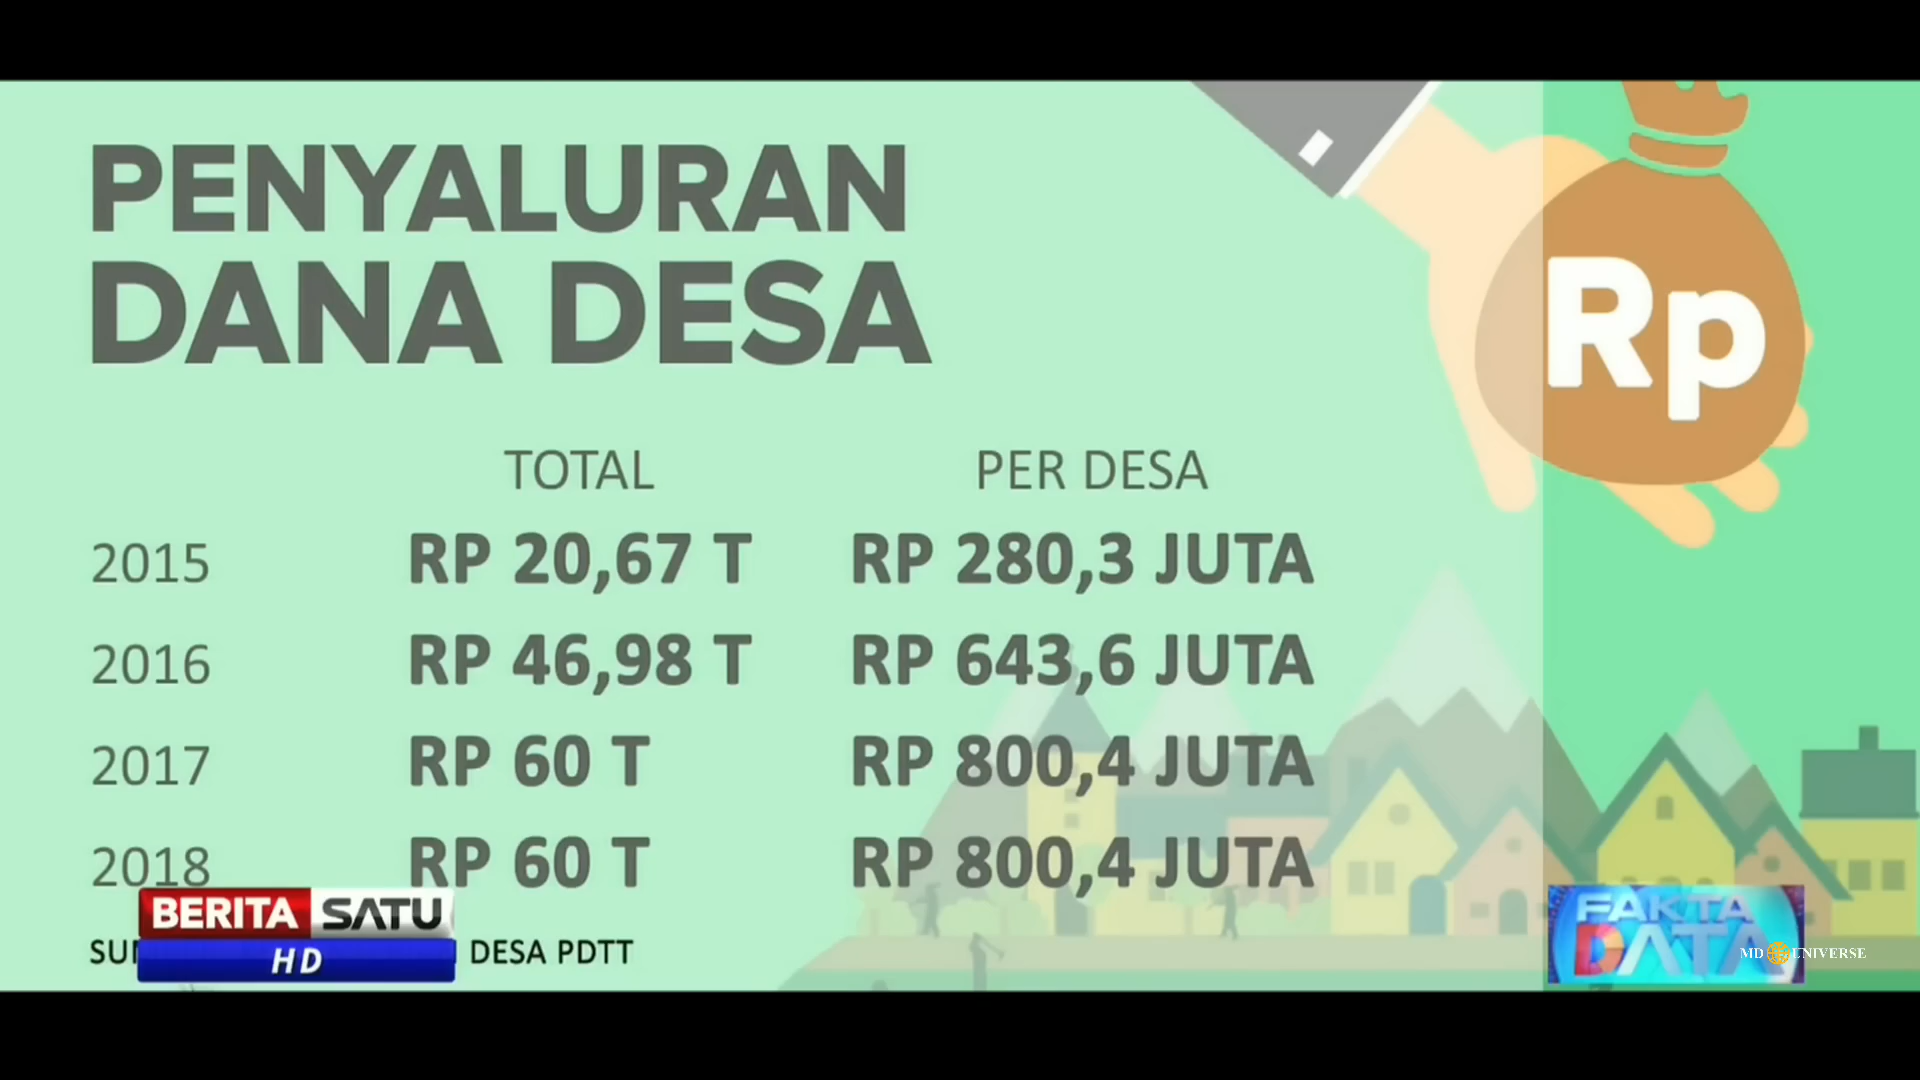 PENYALURAN
DANA DESA
Rp
TOTAL PER DESA
2015 RP 20,67 T RP 280,3 JUTA
2016 RP 46,98 T RP 643,6 JUTA
2017 RP 60 T RP 800,4 JUTA
2018 RP 60 T RP 800,4 JUTA
BERITA SATU
HD
DESA PDTT
FAKTA
DATA
MD UNIVERSE